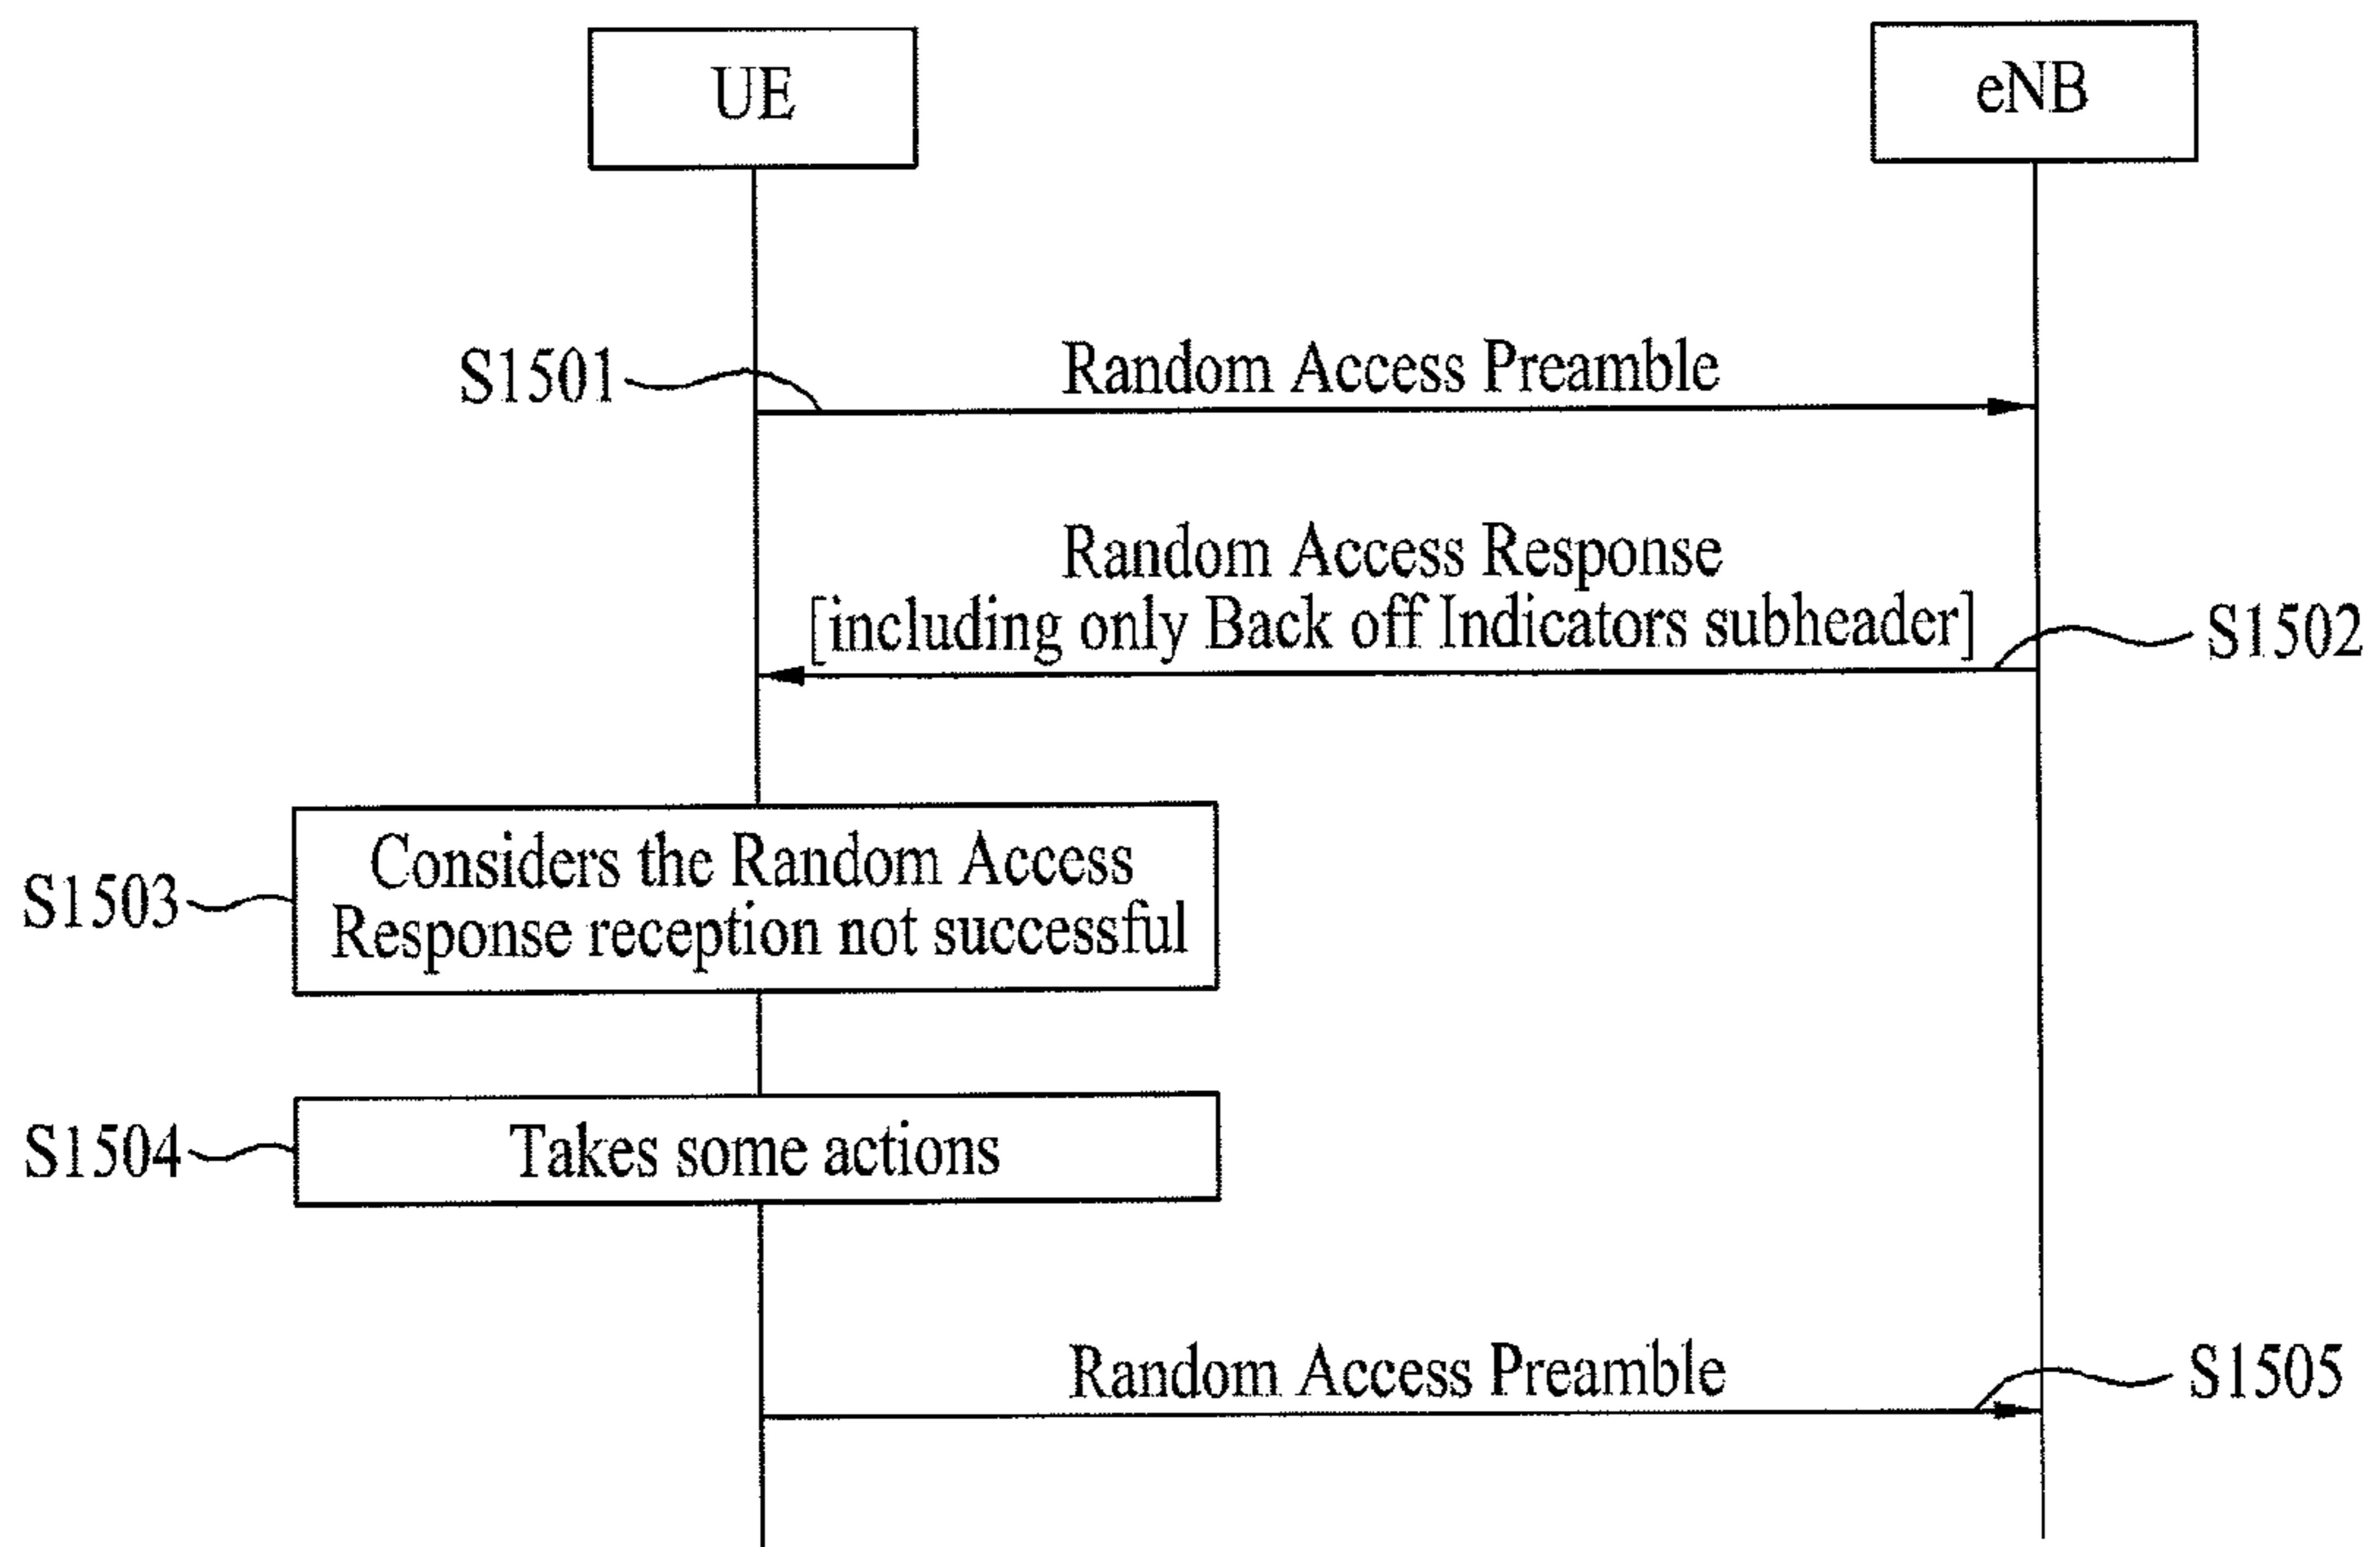 UE
eNB
S1501
Random Access Preamble
Random Access Response
[including only Back off Indicators subheader]
S1502
S1503
Considers the Random Access
Response reception not successful
S1504
Takes some actions
Random Access Preamble
S1505